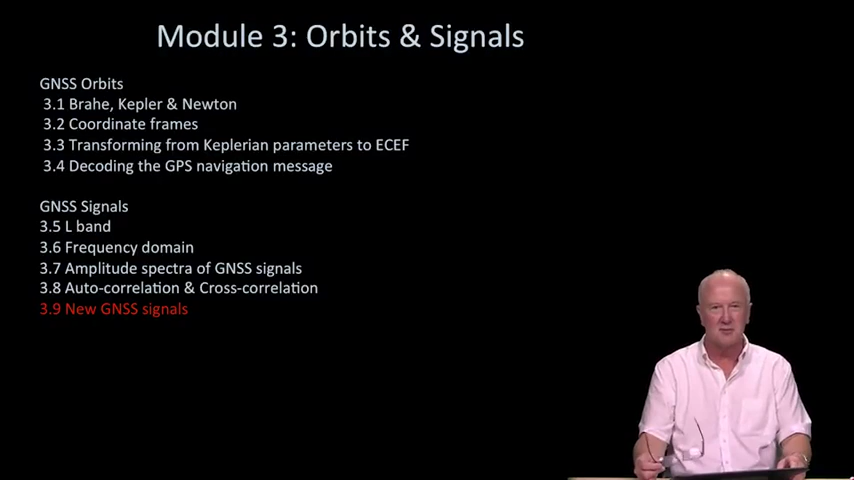 Module 3: Orbits & Signals
GNSS Orbits
3.1 Brahe, Kepler & Newton
3.2 Coordinate frames
3.3 Transforming from Keplerian parameters to ECEF
3.4 Decoding the GPS navigation message
GNSS Signals
3.5 L band
3.6 Frequency domain
3.7 Amplitude spectra of GNSS signals
3.8 Auto-correlation & Cross-correlation
3.9 New GNSS signals